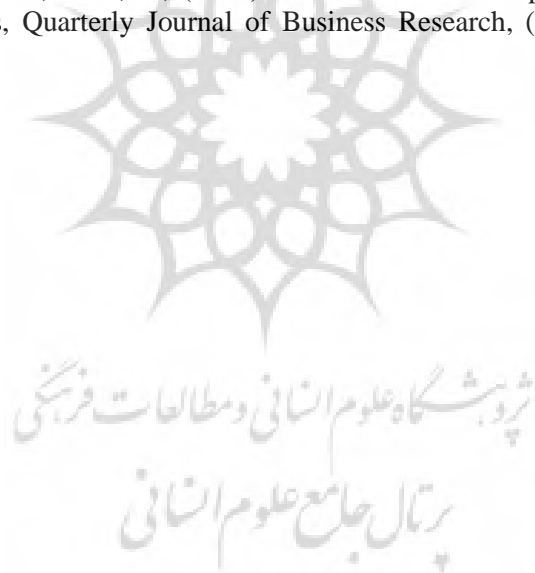 s, Quarterly Journal of Business Research, (
پژوهشگاه علوم انسانی و مطالعات فرهنگی
پرتال جامع علوم انسانی